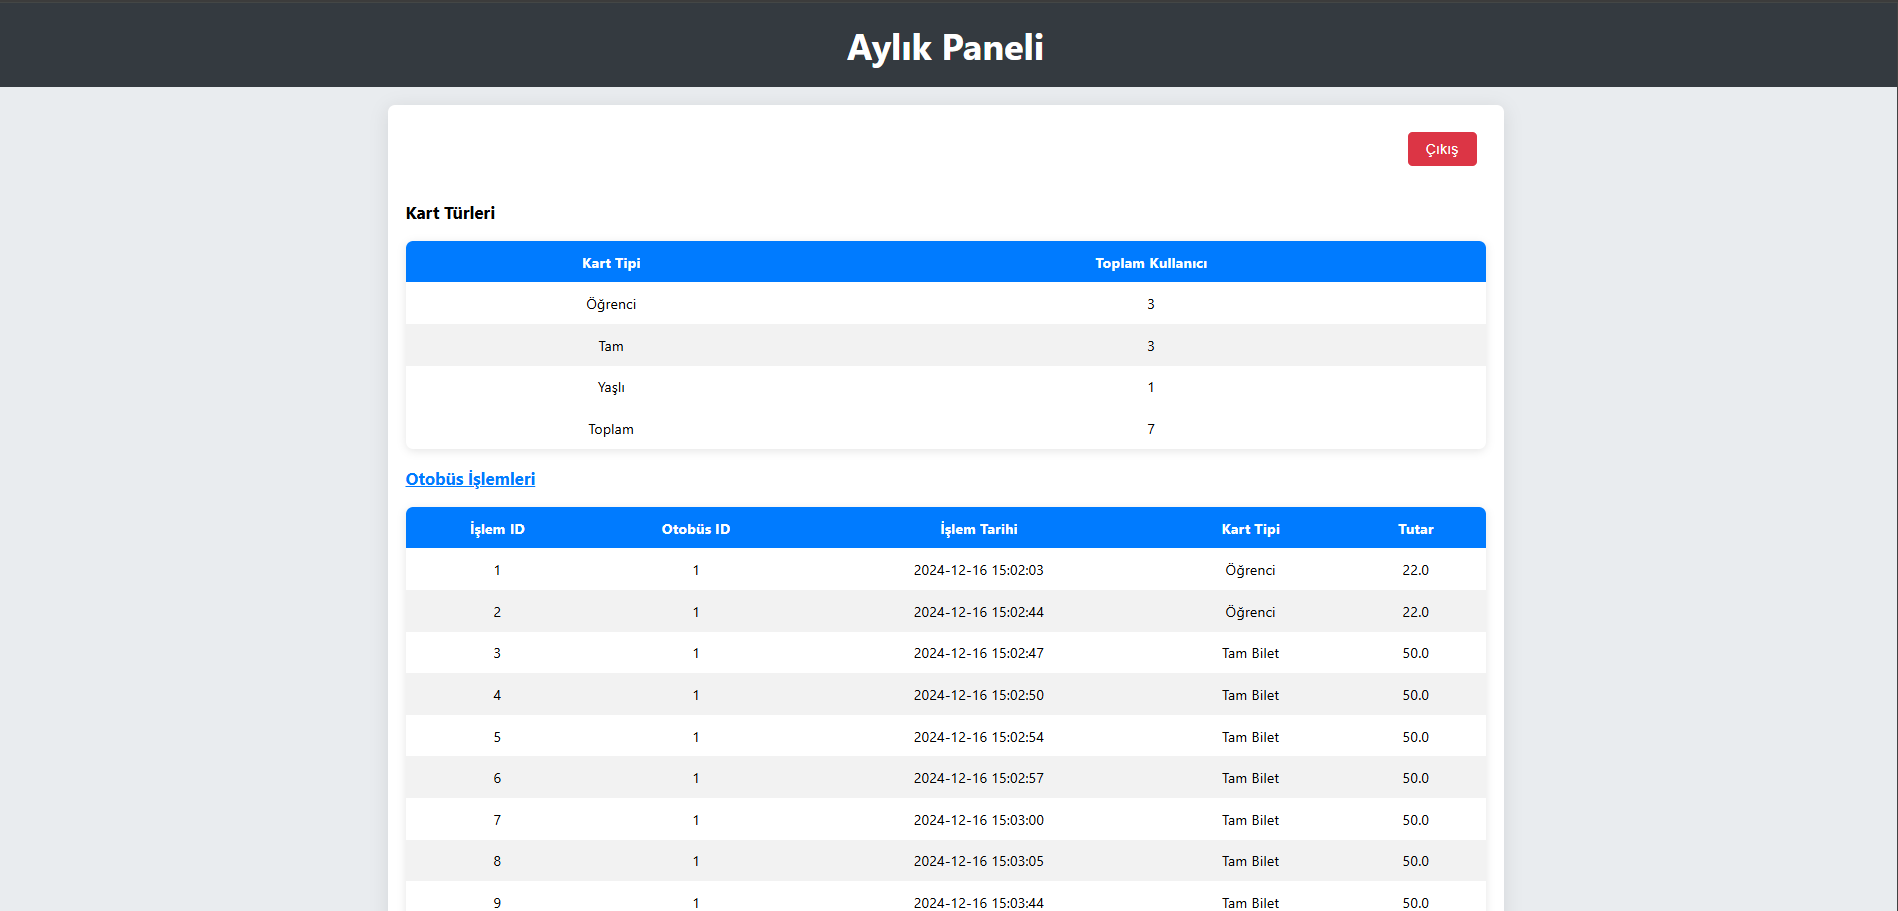 Aylık Paneli
Çıkış
Kart Türleri
Kart Tipi Toplam Kullanıcı
Öğrenci 3
Tam 3
Yaşlı 1
Toplam 7
Otobüs İşlemleri
İşlem ID Otobüs ID İşlem Tarihi Kart Tipi Tutar
1 1 2024-12-16 15:02:03 Öğrenci 22.0
2 1 2024-12-16 15:02:44 Öğrenci 22.0
3 1 2024-12-16 15:02:47 Tam Bilet 50.0
4 1 2024-12-16 15:02:50 Tam Bilet 50.0
5 1 2024-12-16 15:02:54 Tam Bilet 50.0
6 1 2024-12-16 15:02:57 Tam Bilet 50.0
7 1 2024-12-16 15:03:00 Tam Bilet 50.0
8 1 2024-12-16 15:03:05 Tam Bilet 50.0
9 1 2024-12-16 15:03:44 Tam Bilet 50.0